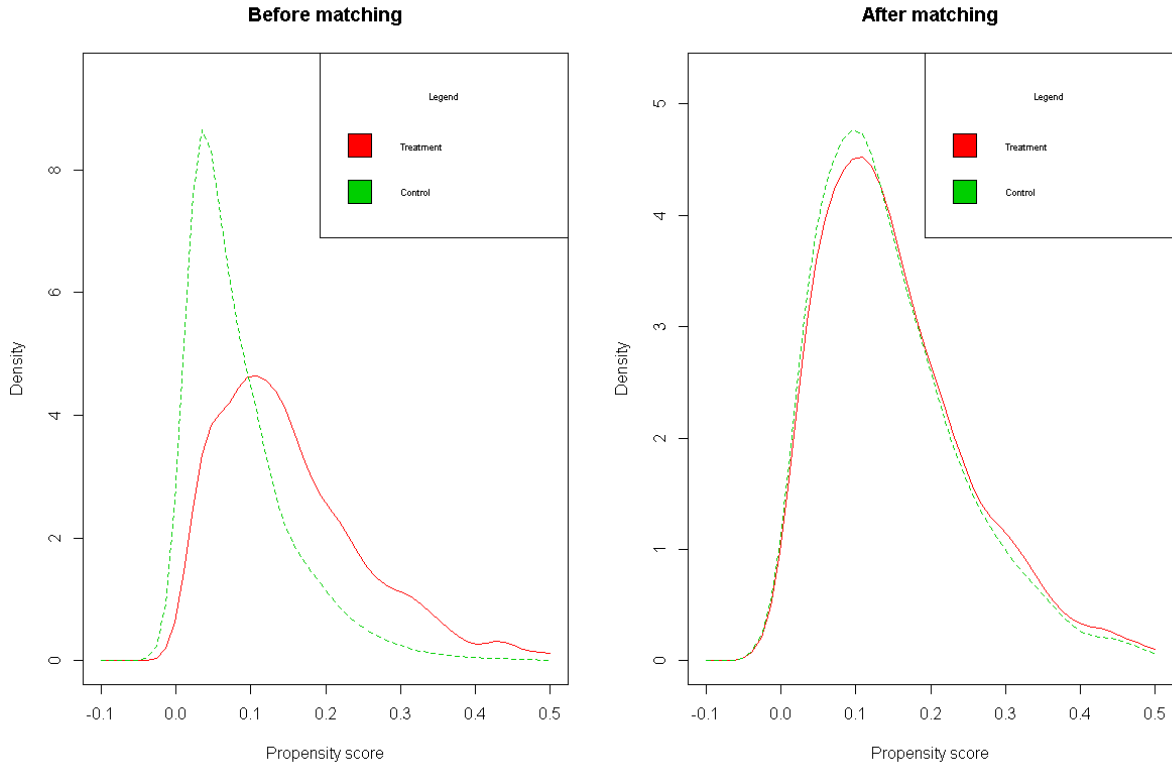 Before matching
Legend
Treatment
Control
8
6
4
2
0
Density
-0.1 0.0 0.1 0.2 0.3 0.4 0.5
Propensity score
After matching
Legend
Treatment
Control
5
4
3
2
1
0
Density
-0.1 0.0 0.1 0.2 0.3 0.4 0.5
Propensity score